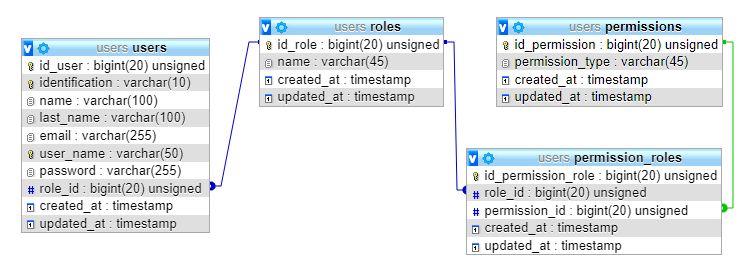 users users
id_user : bigint(20) unsigned
identification : varchar(10)
name : varchar(100)
last_name : varchar(100)
email : varchar(255)
user_name : varchar(50)
password : varchar(255)
role_id : bigint(20) unsigned
created_at : timestamp
updated_at : timestamp
users roles
id_role : bigint(20) unsigned
name : varchar(45)
created_at : timestamp
updated_at : timestamp
users permissions
id_permission : bigint(20) unsigned
permission_type : varchar(45)
created_at : timestamp
updated_at : timestamp
users permission_roles
id_permission_role : bigint(20) unsigned
role_id : bigint(20) unsigned
permission_id : bigint(20) unsigned
created_at : timestamp
updated_at : timestamp